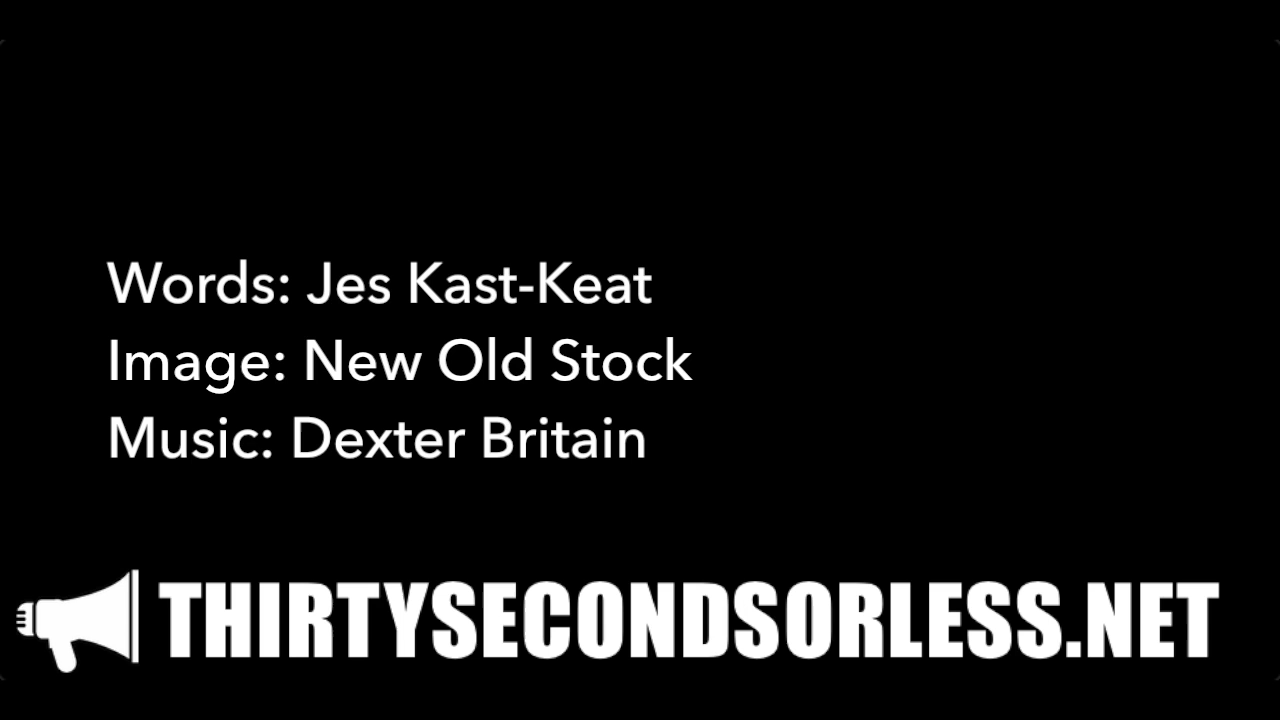 Words: Jes Kast-Keat
Image: New Old Stock
Music: Dexter Britain
THIRTYSECONDSORLESS.NET